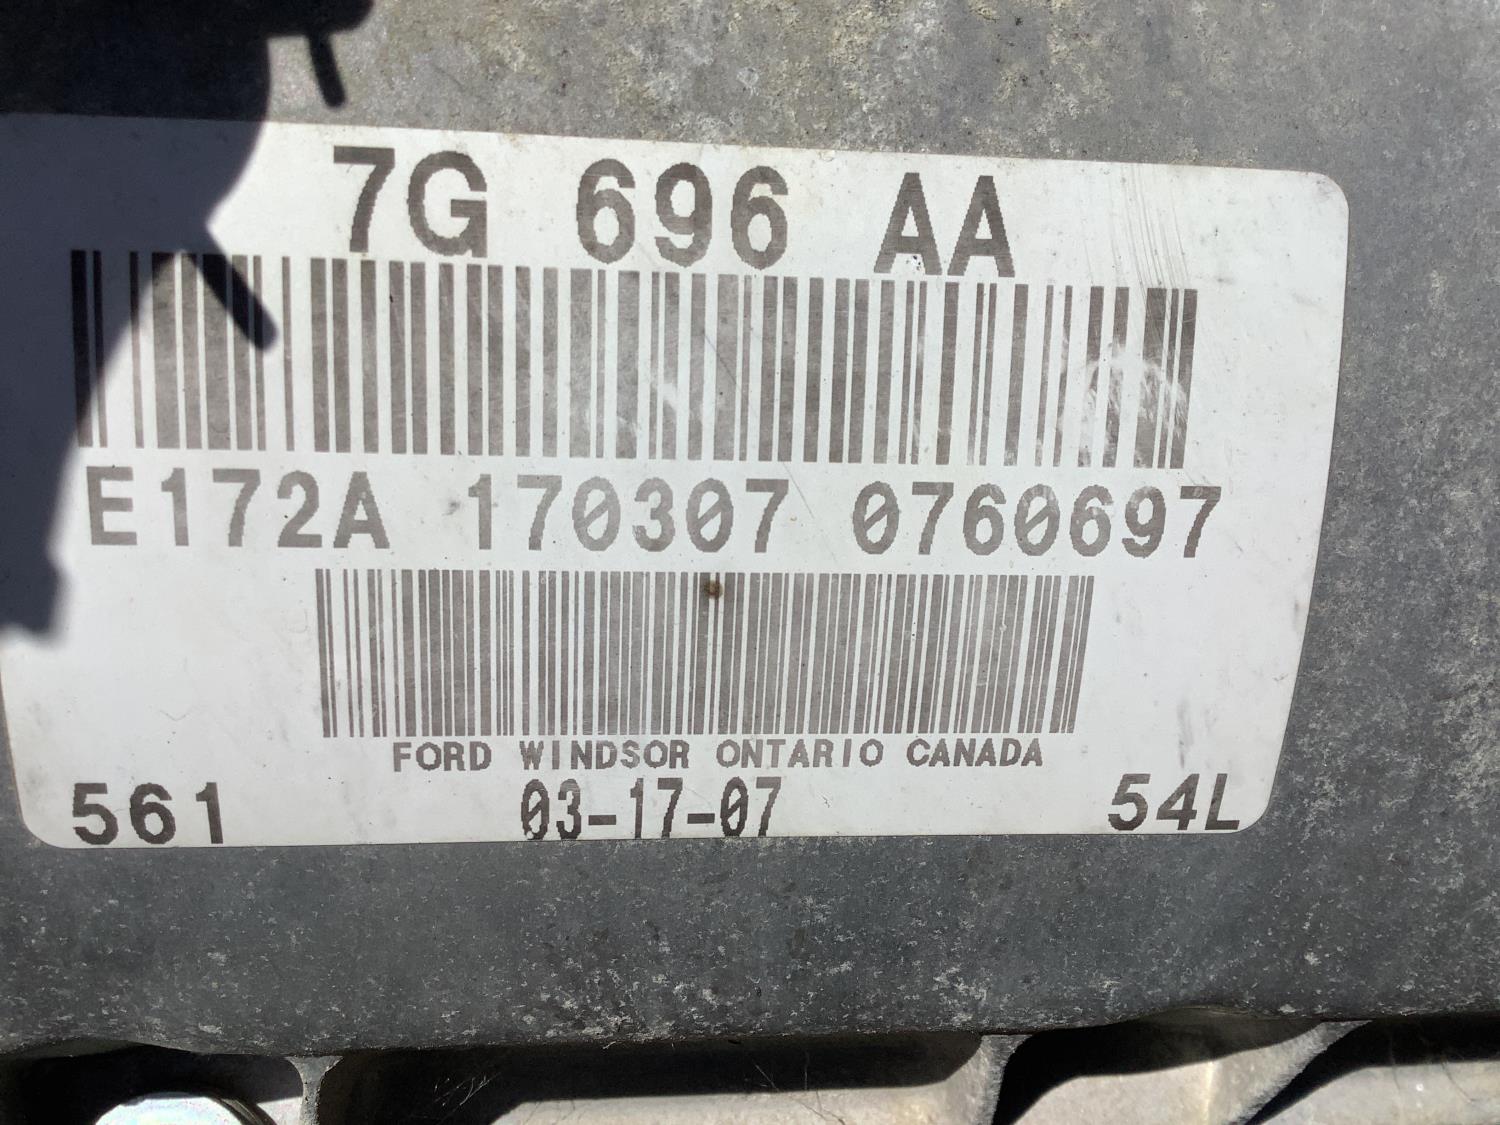 7G 696 AA
E172A 170307 0760697
FORD WINDSOR ONTARIO CANADA
561 03-17-07 54L